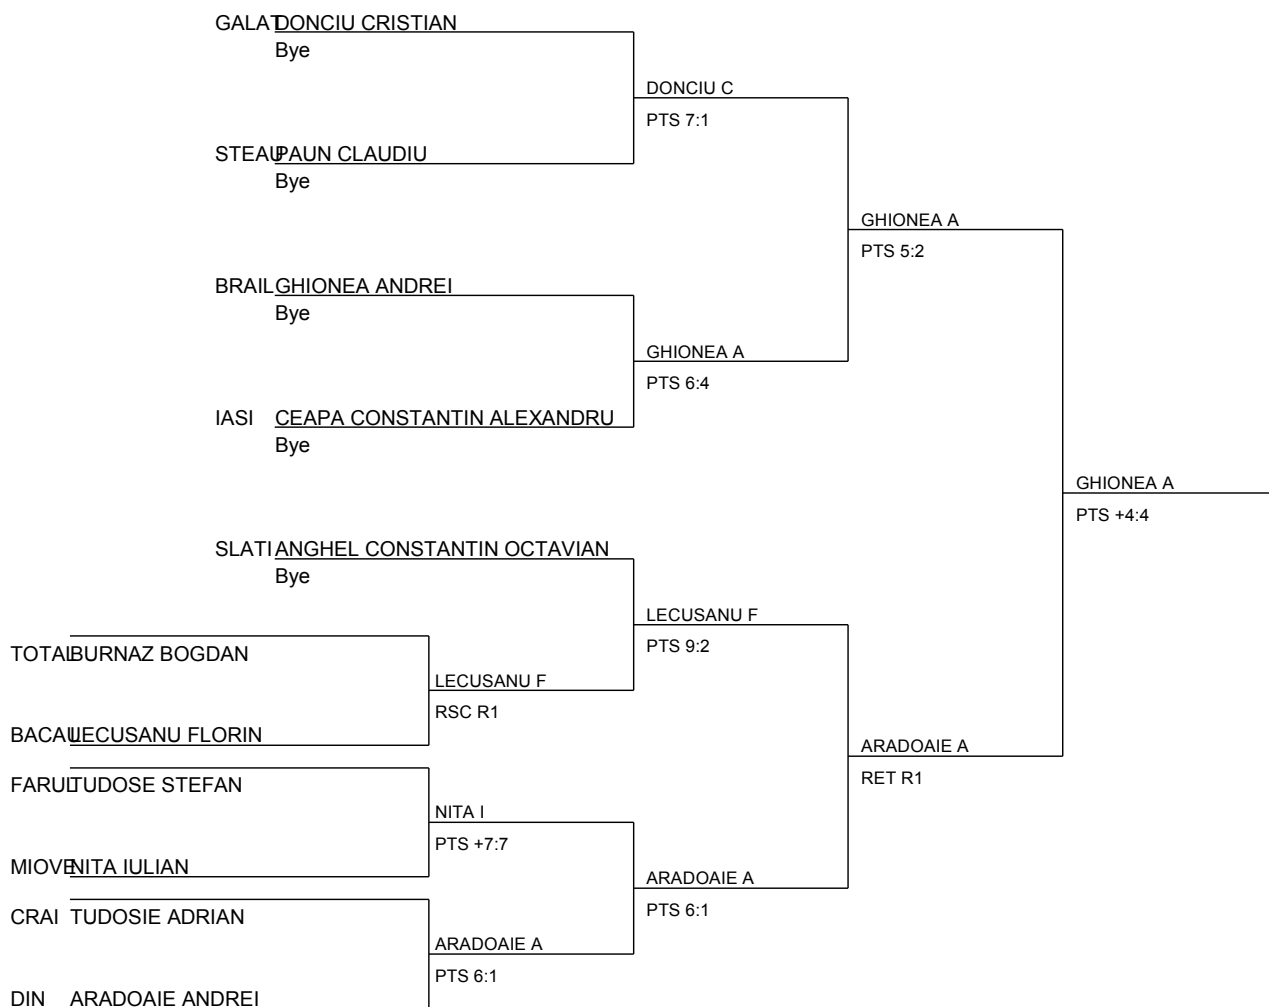 GALAT DONCIU CRISTIAN
Bye
DONCIU C
PTS 7:1
STEAU PAUN CLAUDIU
Bye
GHIONEA A
PTS 5:2
BRAIL GHIONEA ANDREI
Bye
GHIONEA A
PTS 6:4
IASI CEAPA CONSTANTIN ALEXANDRU
Bye
GHIONEA A
PTS +4:4
SLATI ANGHEL CONSTANTIN OCTAVIAN
Bye
LECUSANU F
PTS 9:2
TOTAL BURNAZ BOGDAN
LECUSANU F
RSC R1
BACAU LECUSANU FLORIN
ARADOAIE A
RET R1
FARUL TUDOSE STEFAN
NITA I
PTS +7:7
MIOVE NITA IULIAN
ARADOAIE A
PTS 6:1
CRAI TUDOSIE ADRIAN
ARADOAIE A
PTS 6:1
DIN ARADOAIE ANDREI